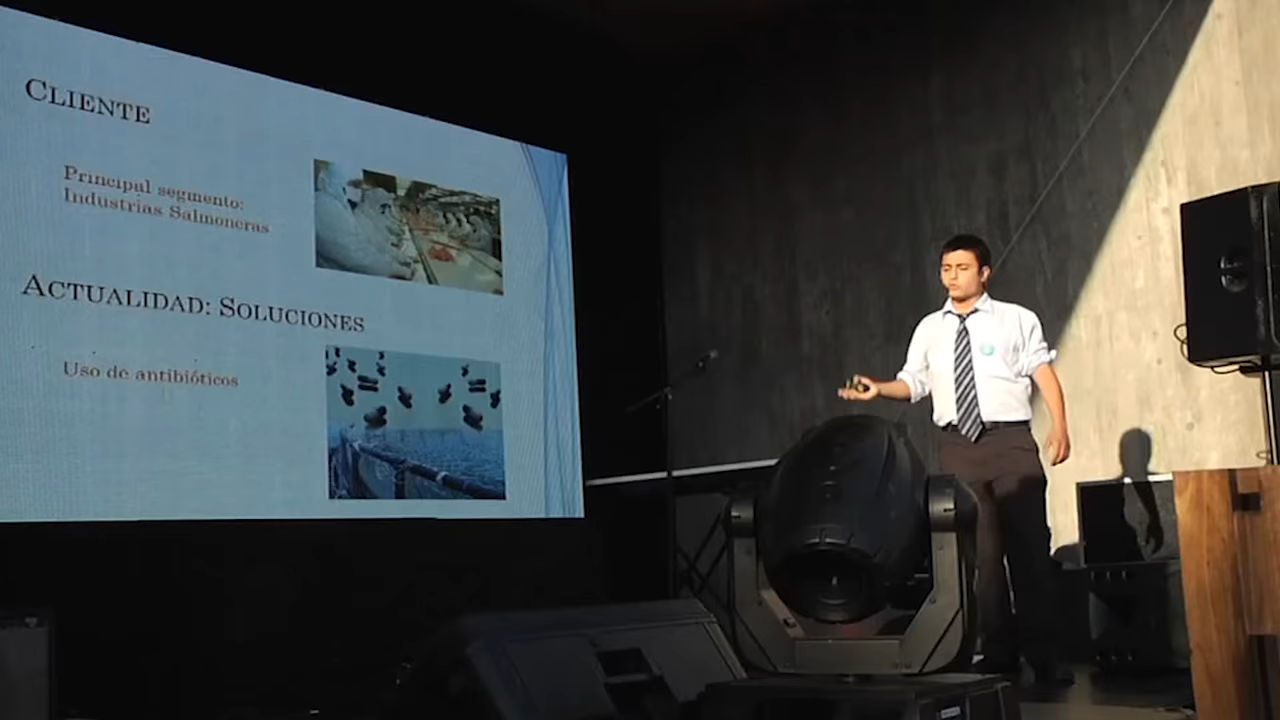 CLIENTE
Principal segmento:
Industrias Salmoneras
ACTUALIDAD: SOLUCIONES
Uso de antibióticos